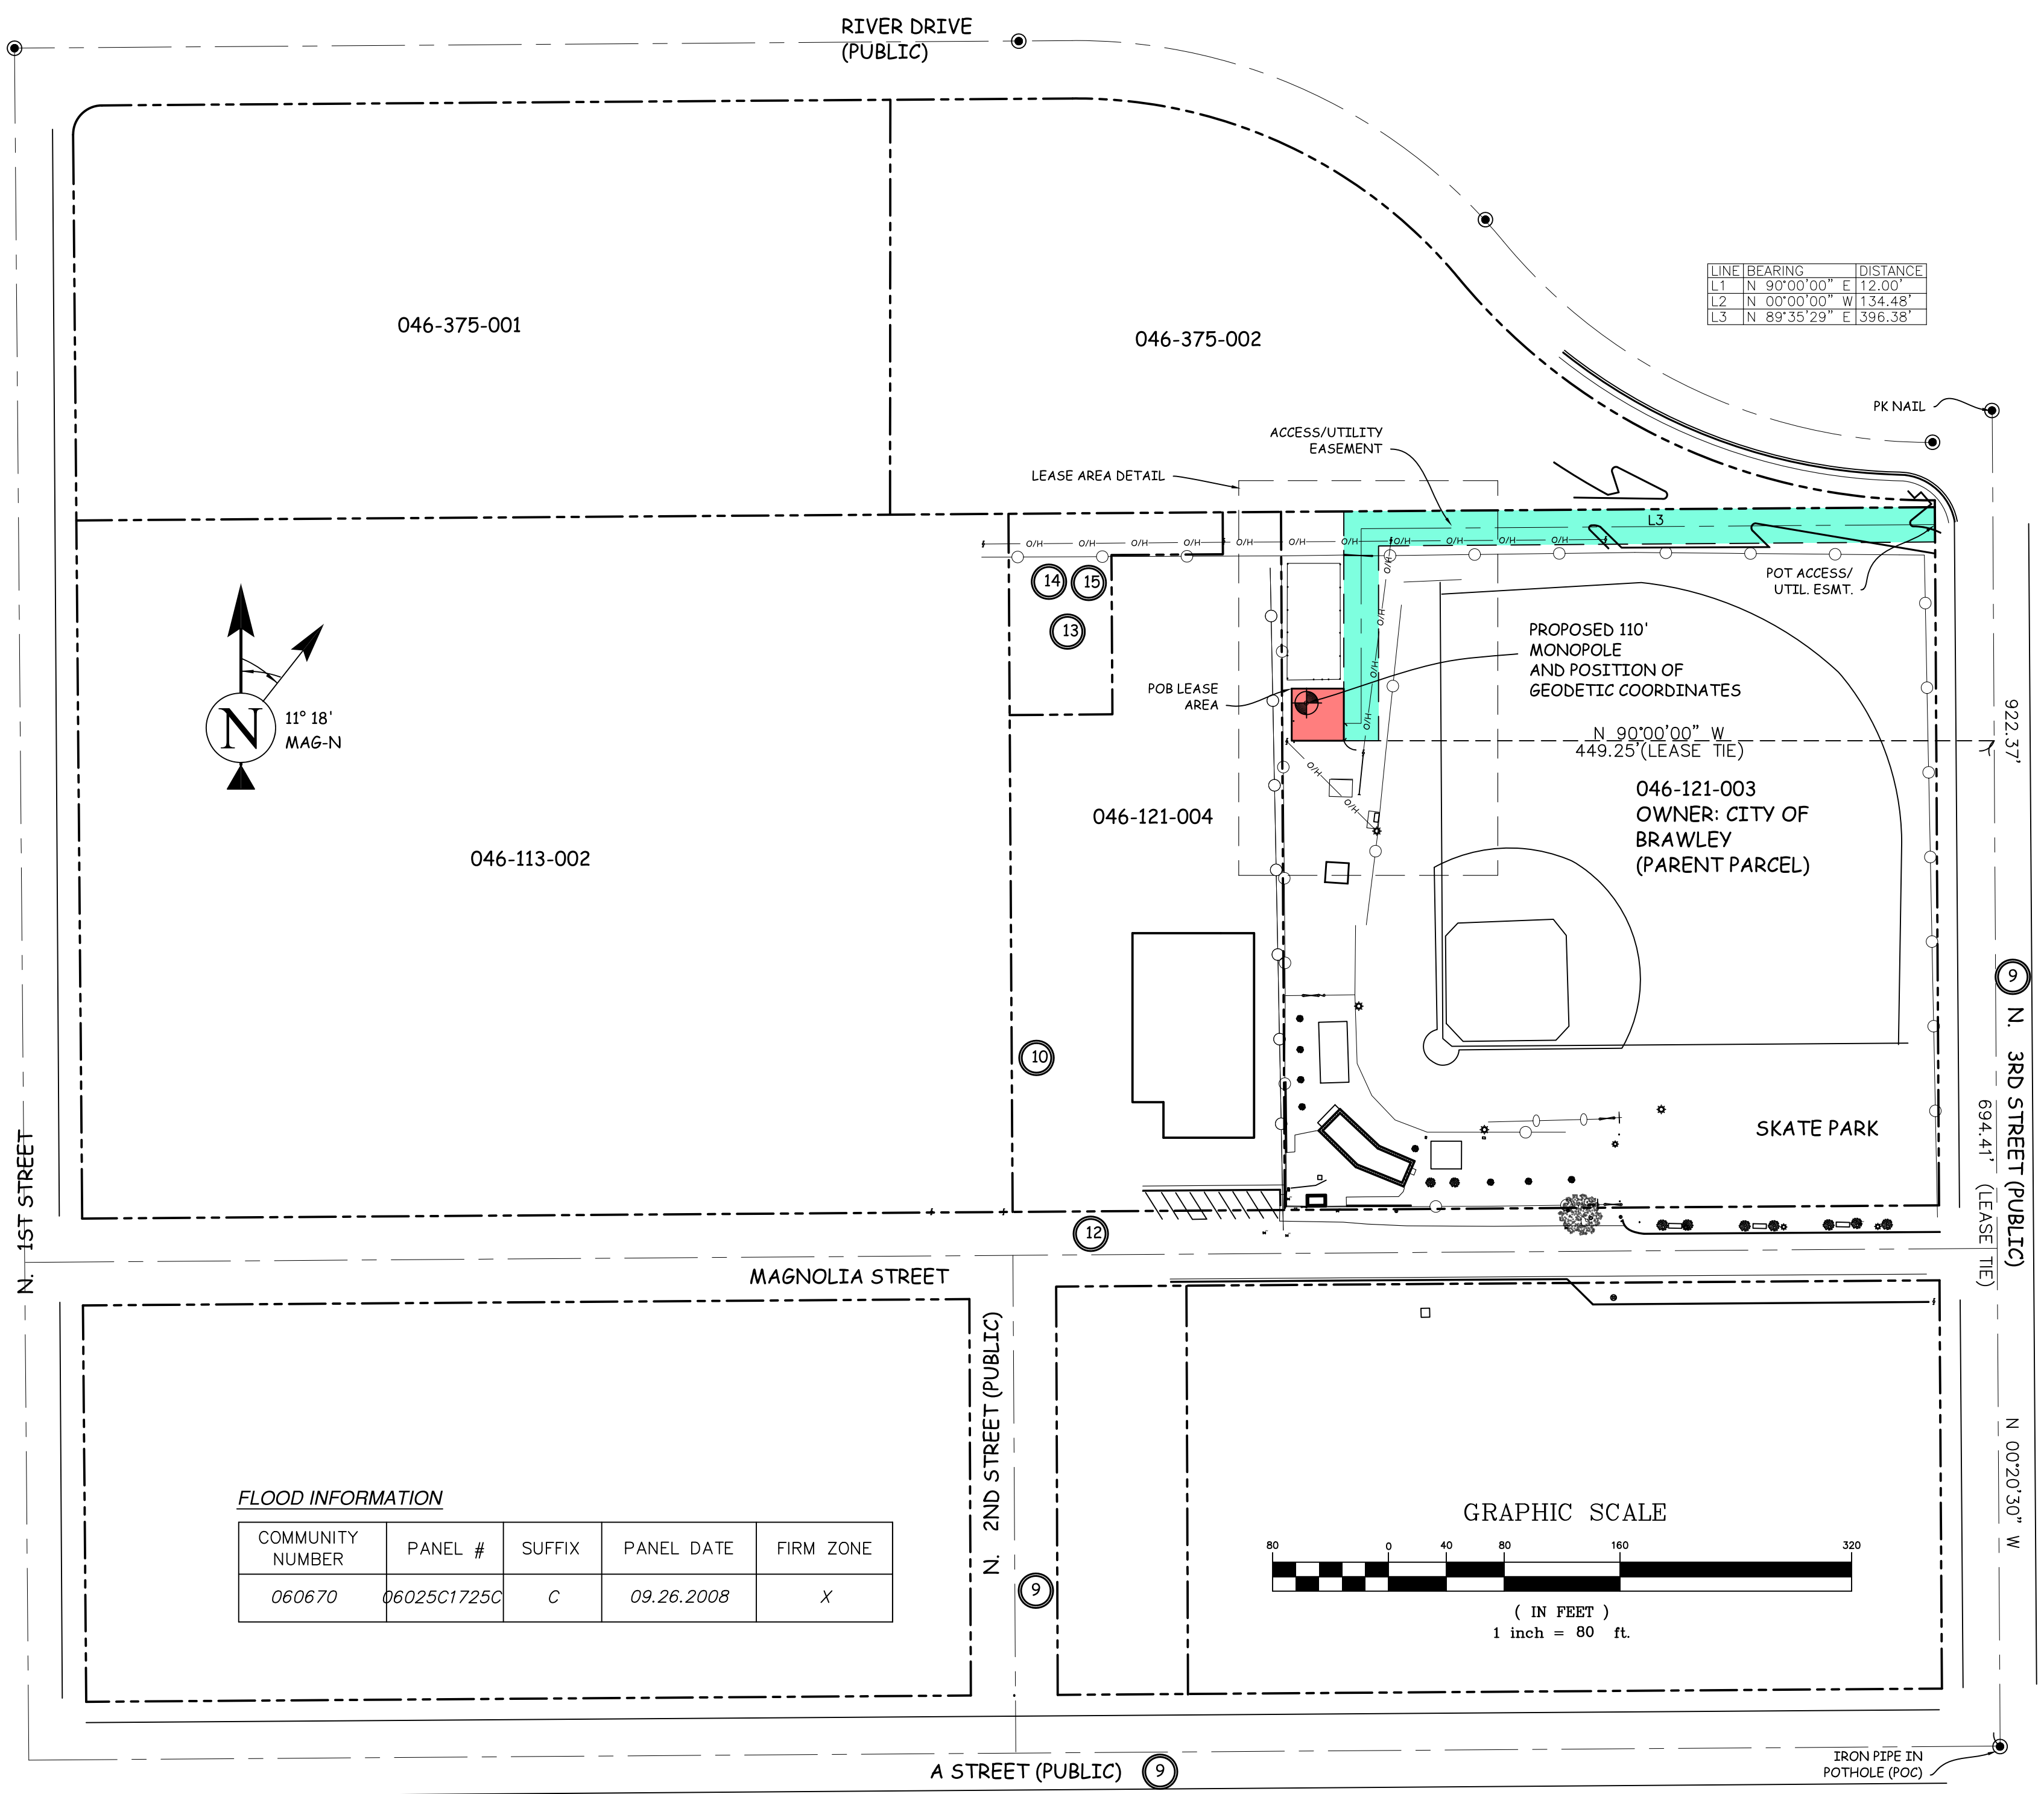 RIVER DRIVE
(PUBLIC)
LINE BEARING DISTANCE
L1 N 90°00'00" E 12.00'
L2 N 00°00'00" W 134.48'
L3 N 89°35'29" E 396.38'
046-375-001
046-375-002
PK NAIL
ACCESS/UTILITY
EASEMENT
LEASE AREA DETAIL
L3
O/H O/H O/H O/H O/H O/H O/H O/H O/H O/H O/H
O/H
O/H
O/H
O/H
O/H
O/H
14
15
13
POT ACCESS/
UTIL. ESMT.
PROPOSED 110'
MONOPOLE
AND POSITION OF
GEODETIC COORDINATES
POB LEASE
AREA
N
11° 18'
MAG-N
N 90°00'00" W
449.25'(LEASE TIE)
922.37'
046-121-003
OWNER: CITY OF
BRAWLEY
(PARENT PARCEL)
046-121-004
046-113-002
9
N. 3RD STREET (PUBLIC)
694.41' (LEASE TIE)
10
SKATE PARK
N. 1ST STREET
12
MAGNOLIA STREET
N. 2ND STREET (PUBLIC)
N 00°20'30" W
FLOOD INFORMATION
COMMUNITY
NUMBER
PANEL #
SUFFIX
PANEL DATE
FIRM ZONE
060670 06025C1725C C 09.26.2008 X
GRAPHIC SCALE
80 0 40 80 160 320
( IN FEET )
1 inch = 80 ft.
9
A STREET (PUBLIC)
9
IRON PIPE IN
POTHOLE (POC)